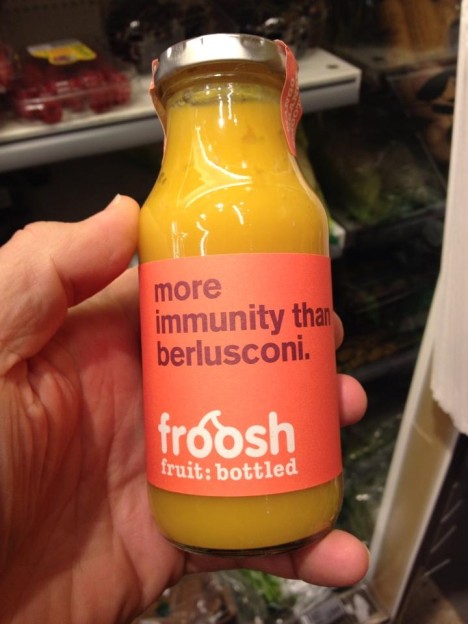 more
immunity than
berlusconi.
froosh
fruit: bottled